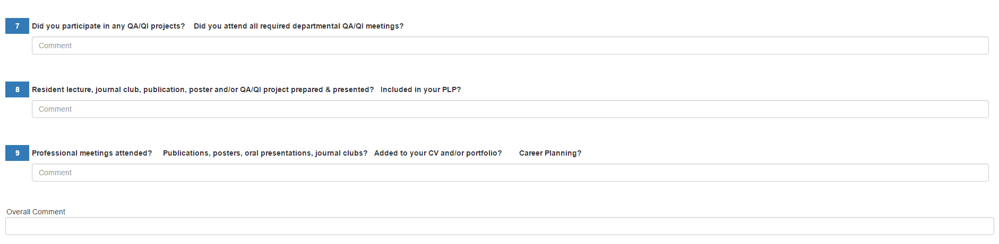 7 Did you participate in any QA/QI projects? Did you attend all required departmental QA/QI meetings?
Comment
8 Resident lecture, journal club, publication, poster and/or QA/QI project prepared & presented? Included in your PLP?
Comment
9 Professional meetings attended? Publications, posters, oral presentations, journal clubs? Added to your CV and/or portfolio? Career Planning?
Comment
Overall Comment